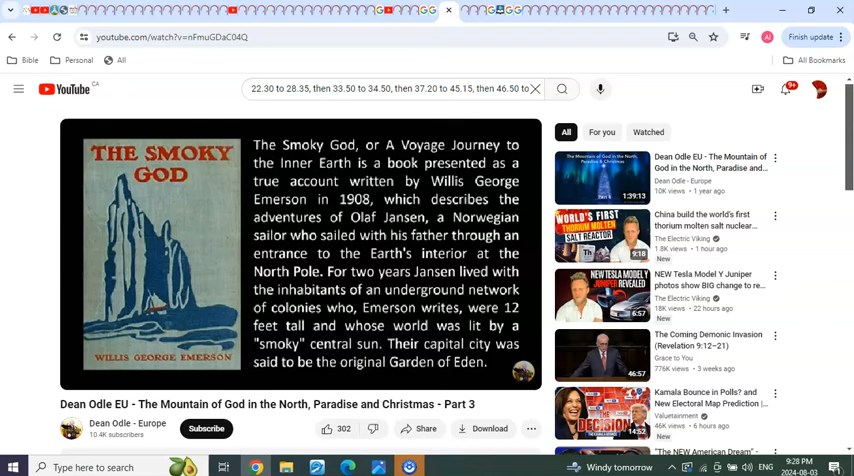 youtube.com/watch?v=nFmuGDaC04Q
Finish update
Bible
Personal
All
All Bookmarks
YouTube CA
22.30 to 28.35, then 33.50 to 34.50, then 37.20 to 45.15, then 46.50 to
9+
THE SMOKY
GOD
WILLIS GEORGE EMERSON
The Smoky God, or A Voyage Journey to
the Inner Earth is a book presented as a
true account written by Willis George
Emerson in 1908, which describes the
adventures of Olaf Jansen, a Norwegian
sailor who sailed with his father through an
entrance to the Earth's interior at the
North Pole. For two years Jansen lived with
the inhabitants of an underground network
of colonies who, Emerson writes, were 12
feet tall and whose world was lit by a
"smoky" central sun. Their capital city was
said to be the original Garden of Eden.
Dean Odle EU - The Mountain of God in the North, Paradise and Christmas - Part 3
Dean Odle - Europe
10.4K subscribers
Subscribe
302
Share
Download
All
For you
Watched
1:39:13
Dean Odle EU - The Mountain of
God in the North, Paradise and...
Dean Odle - Europe
10K views • 1 year ago
WORLD'S FIRST
THORIUM MOLTEN
SALT REACTOR
Th
9:18
China build the world's first
thorium molten salt nuclear...
The Electric Viking
1.8K views • 1 hour ago
New
NEW TESLA MODEL Y JUNIPER
REVEALED
6:57
NEW Tesla Model Y Juniper
photos show BIG change to re...
The Electric Viking
18K views • 22 hours ago
New
46:57
The Coming Demonic Invasion
(Revelation 9:12–21)
Grace to You
776K views • 3 weeks ago
THE
DECISION
14:52
Kamala Bounce in Polls? and
New Electoral Map Prediction |...
Valuetainment
46K views • 6 hours ago
New
"The NEW American Dream" -
Type here to search
Windy tomorrow
ENG
9:28 PM
2024-08-03